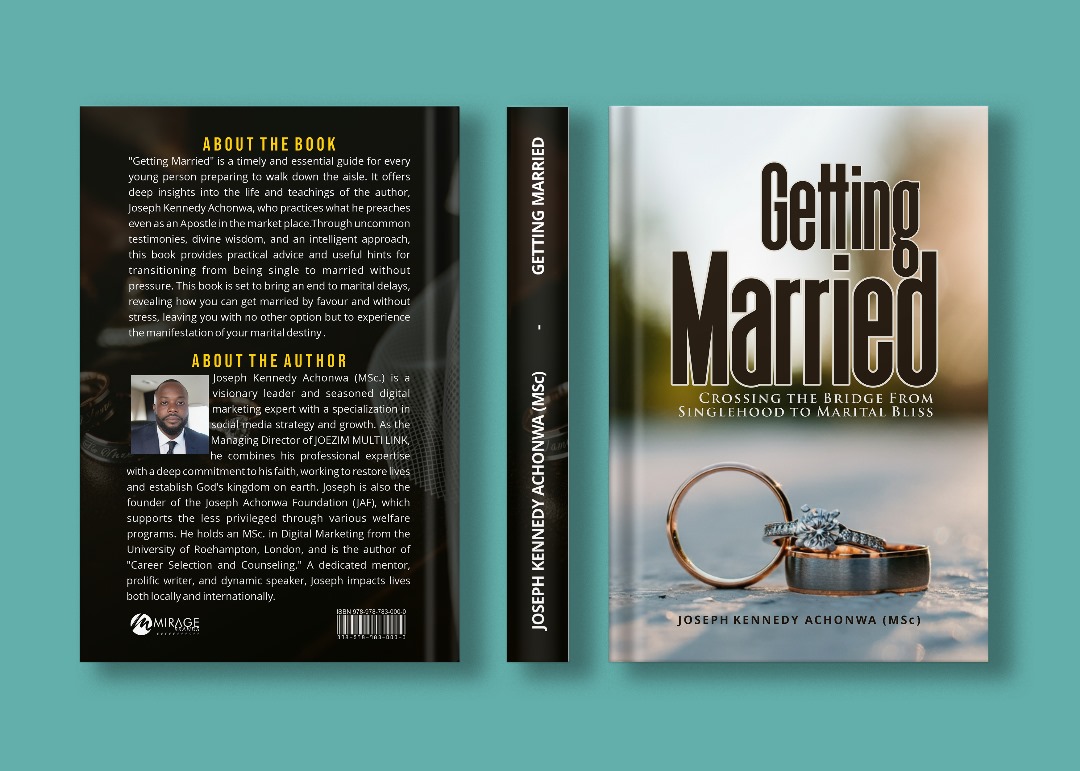 ABOUT THE BOOK
"Getting Married" is a timely and essential guide for every
young person preparing to walk down the aisle. It offers
deep insights into the life and teachings of the author,
Joseph Kennedy Achonwa, who practices what he preaches
even as an Apostle in the market place.Through uncommon
testimonies, divine wisdom, and an intelligent approach,
this book provides practical advice and useful hints for
transitioning from being single to married without
pressure. This book is set to bring an end to marital delays,
revealing how you can get married by favour and without
stress, leaving you with no other option but to experience
the manifestation of your marital destiny .
ABOUT THE AUTHOR
Joseph Kennedy Achonwa (MSc.) is a
visionary leader and seasoned digital
marketing expert with a specialization in
social media strategy and growth. As the
Managing Director of JOEZIM MULTI LINK,
he combines his professional expertise
with a deep commitment to his faith, working to restore lives
and establish God's kingdom on earth. Joseph is also the
founder of the Joseph Achonwa Foundation (JAF), which
supports the less privileged through various welfare
programs. He holds an MSc. in Digital Marketing from the
University of Roehampton, London, and is the author of
"Career Selection and Counseling." A dedicated mentor,
prolific writer, and dynamic speaker, Joseph impacts lives
both locally and internationally.
MIRAGE
ISBN 978-978-783-000-0
JOSEPH KENNEDY ACHONWA (MSc) - GETTING MARRIED
Getting
Married
Crossing the Bridge From
Singlehood to Marital Bliss
JOSEPH KENNEDY ACHONWA (MSc)